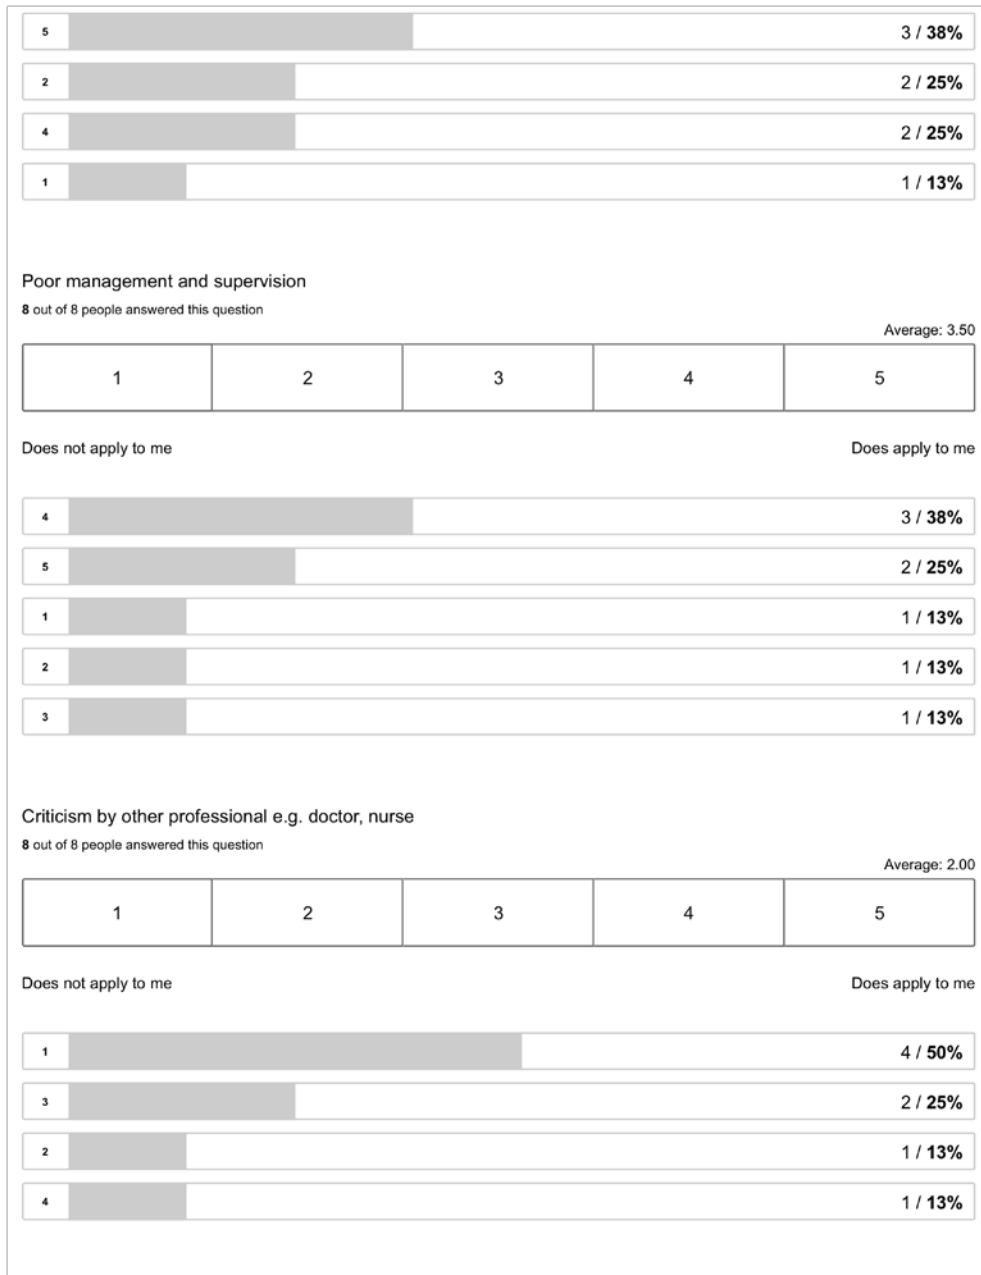 5 3 / 38%
2 2 / 25%
4 2 / 25%
1 1 / 13%
Poor management and supervision
8 out of 8 people answered this question
Average: 3.50
1 2 3 4 5
Does not apply to me Does apply to me
4 3 / 38%
5 2 / 25%
1 1 / 13%
2 1 / 13%
3 1 / 13%
Criticism by other professional e.g. doctor, nurse
8 out of 8 people answered this question
Average: 2.00
1 2 3 4 5
Does not apply to me Does apply to me
1 4 / 50%
3 2 / 25%
2 1 / 13%
4 1 / 13%